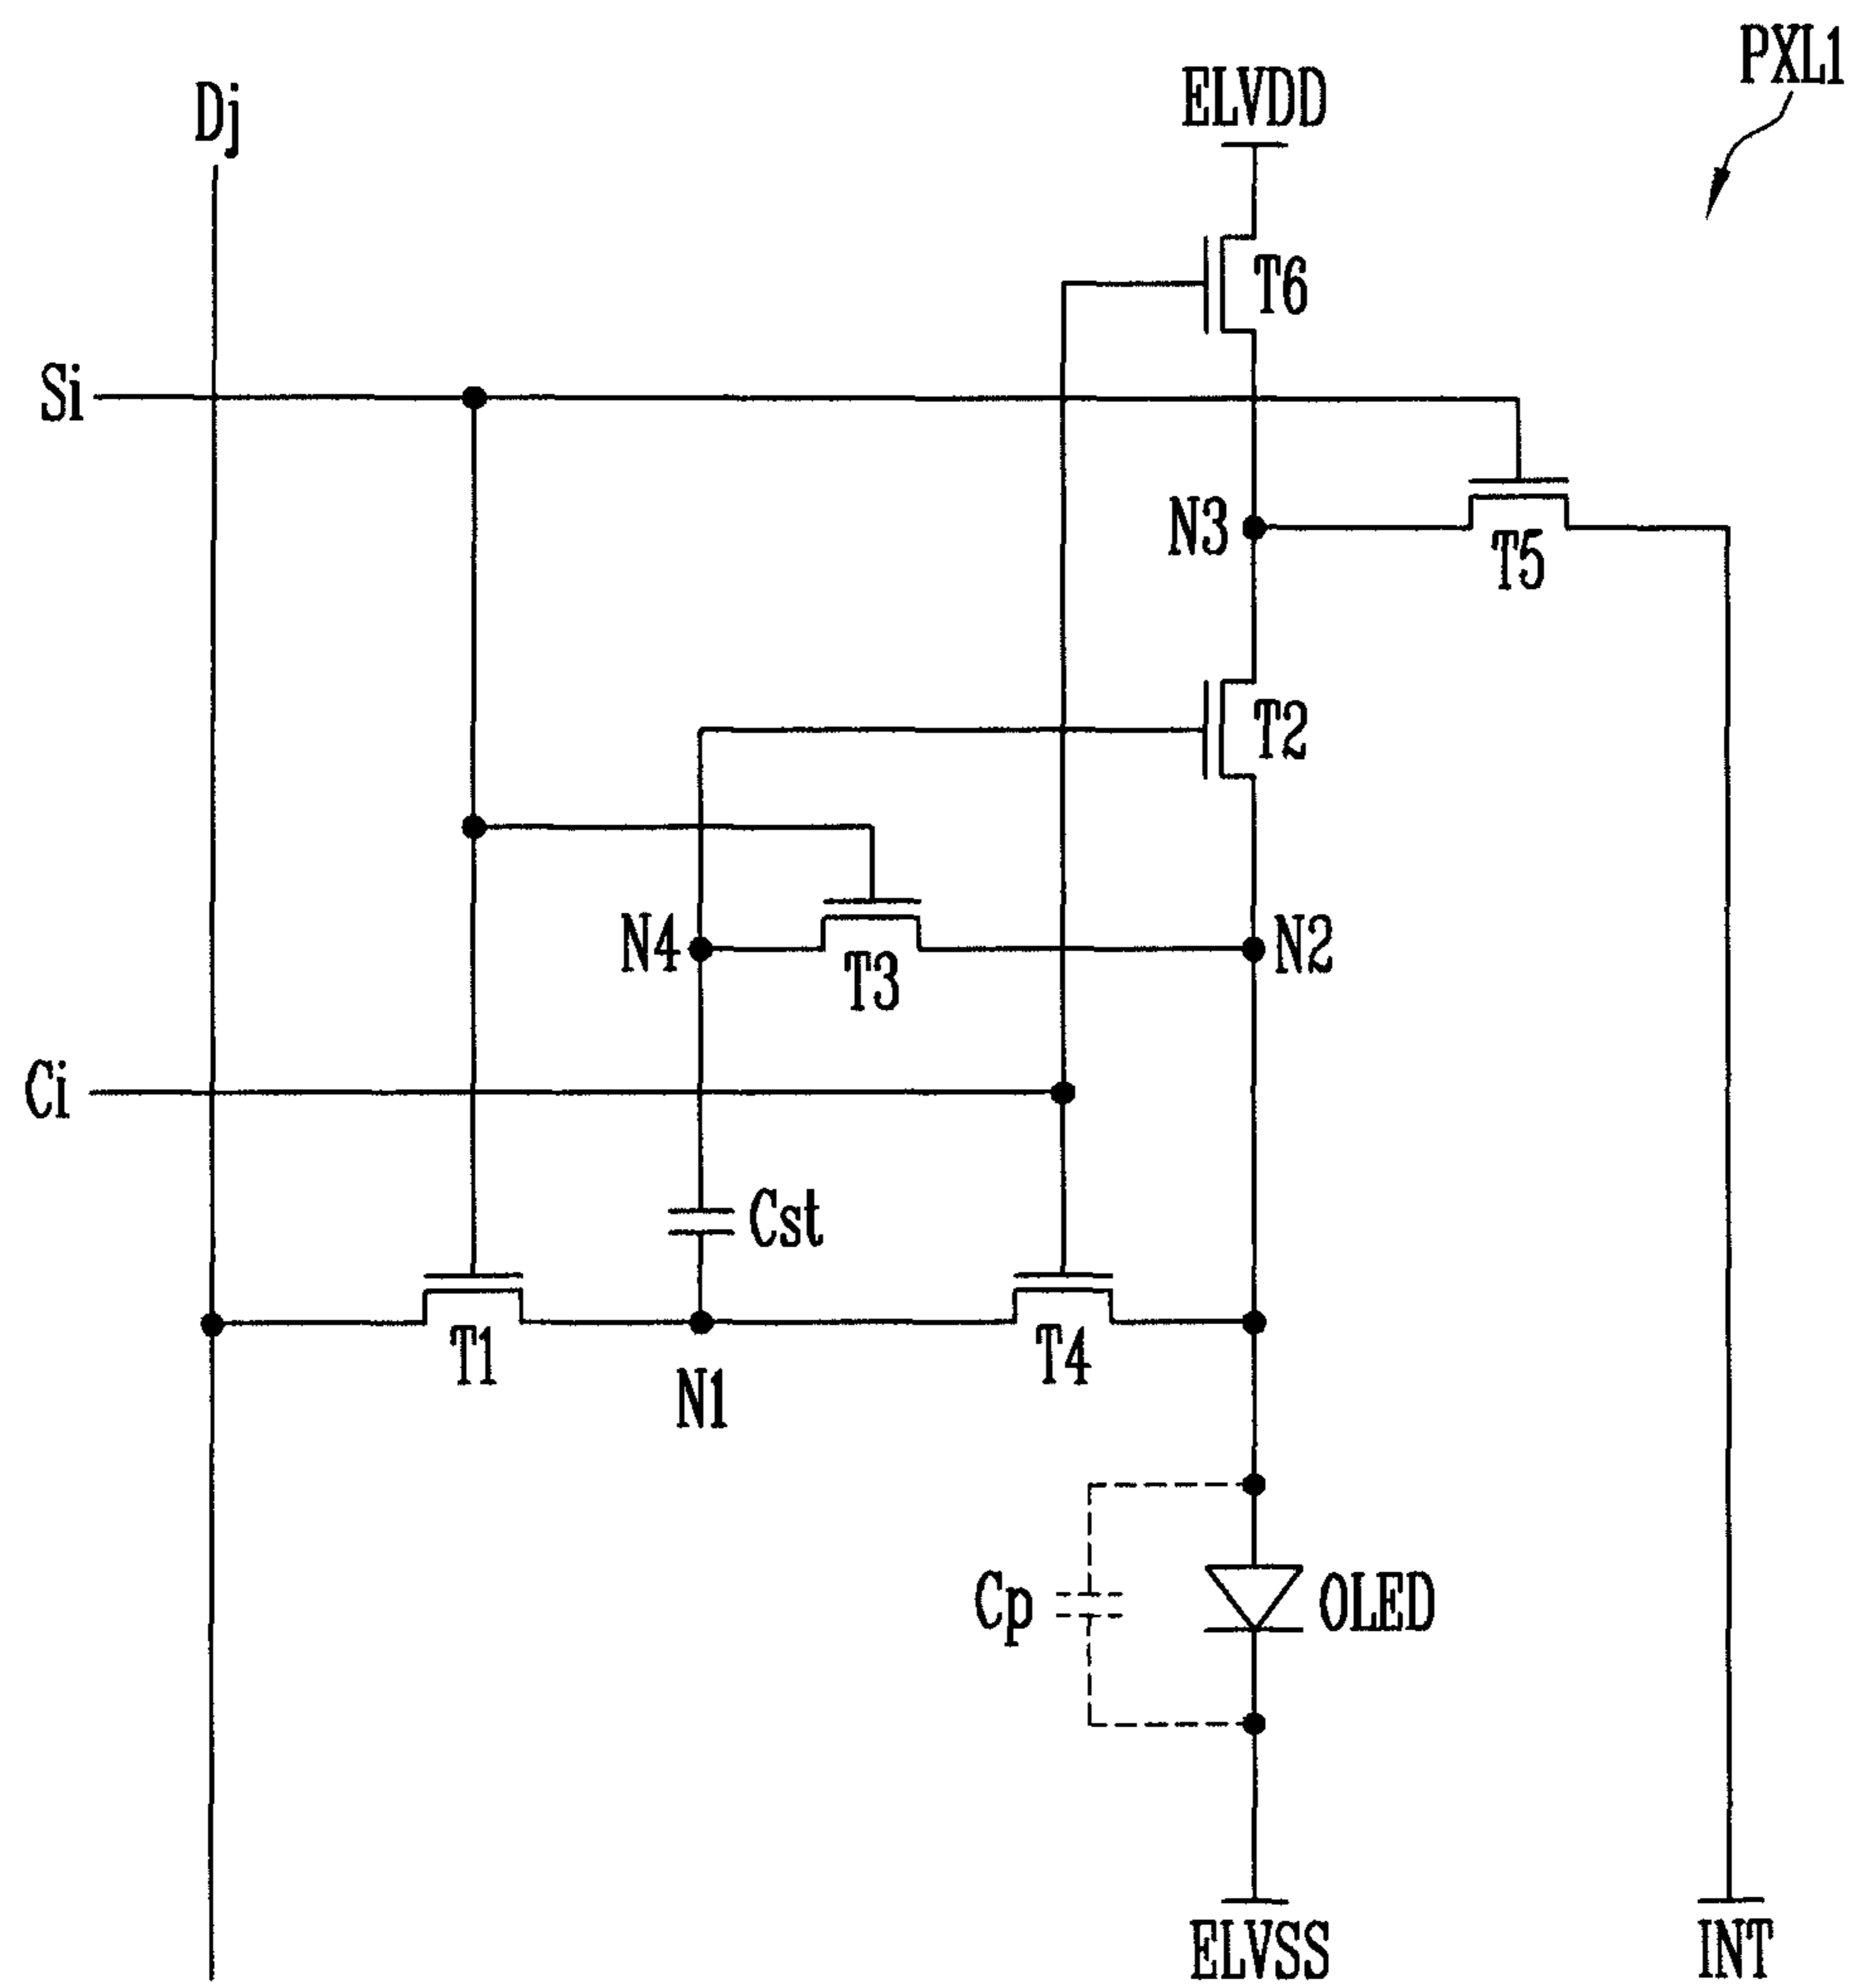 PXL1
ELVDD
Dj
T6
Si
N3
T5
T2
N4
N2
T3
Ci
Cst
T1
T4
N1
Cp
OLED
ELVSS
INT